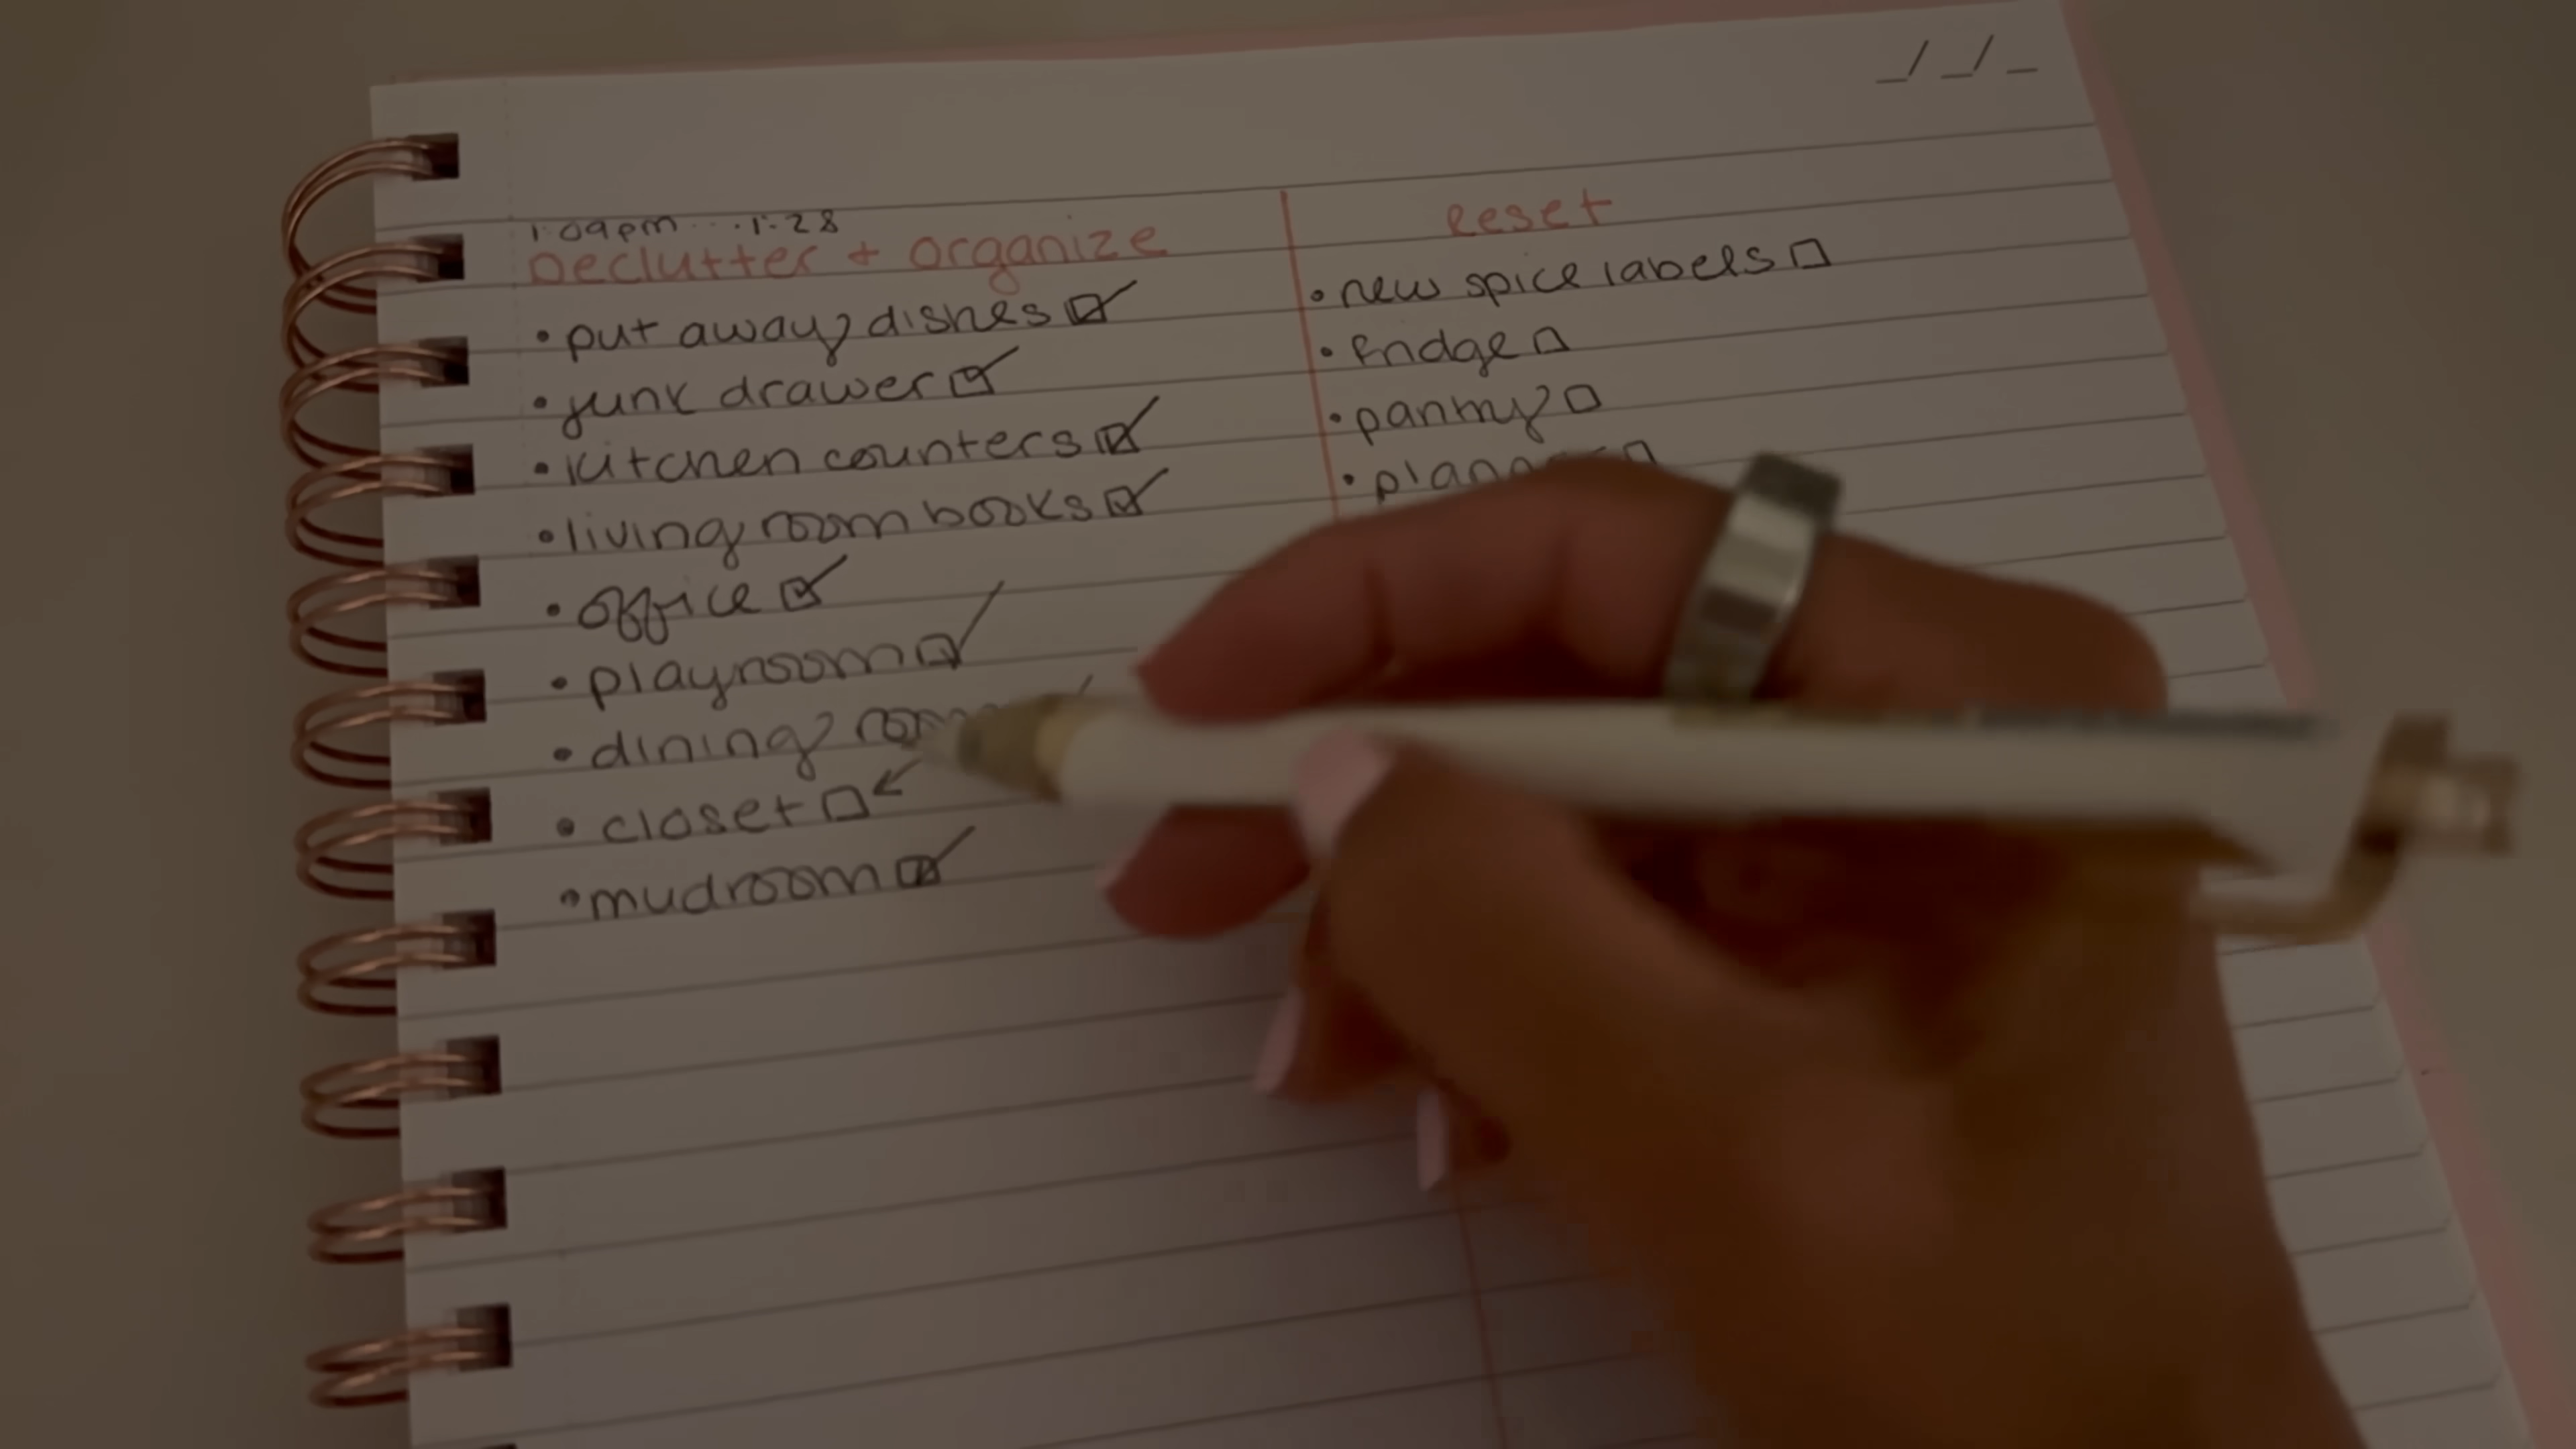 _/_/_
1:09pm...1:28
Declutter + Organize
• put away dishes ☑
• junk drawer ☑
• kitchen counters ☑
• living room books ☑
• office ☑
• playroom ☑
• dining
• closet ☐ ←
• mudroom ☑
Reset
• new spice labels ☐
• fridge ☐
• pantry ☐